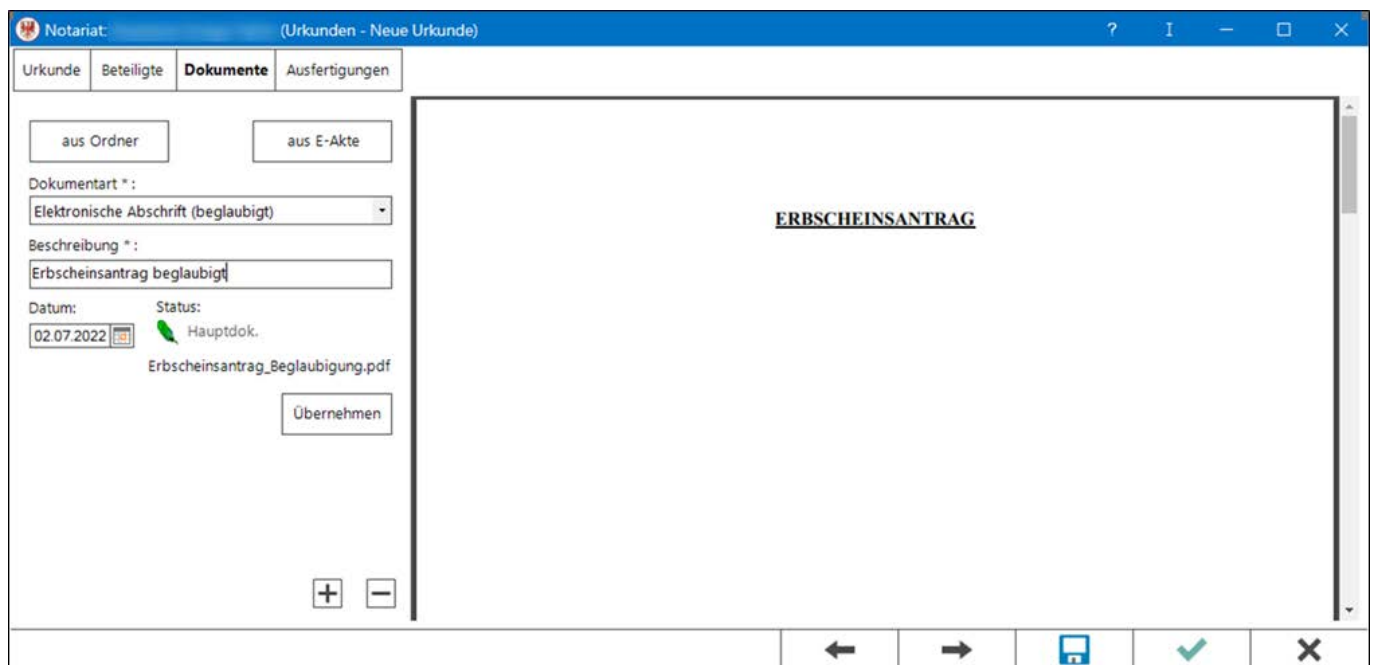 Notariat: (Urkunden - Neue Urkunde)
Urkunde Beteiligte Dokumente Ausfertigungen
aus Ordner aus E-Akte
Dokumentart * :
Elektronische Abschrift (beglaubigt)
Beschreibung * :
Erbscheinsantrag beglaubigt
Datum: Status:
02.07.2022 Hauptdok.
Erbscheinsantrag_Beglaubigung.pdf
Übernehmen
ERBSCHEINSANTRAG